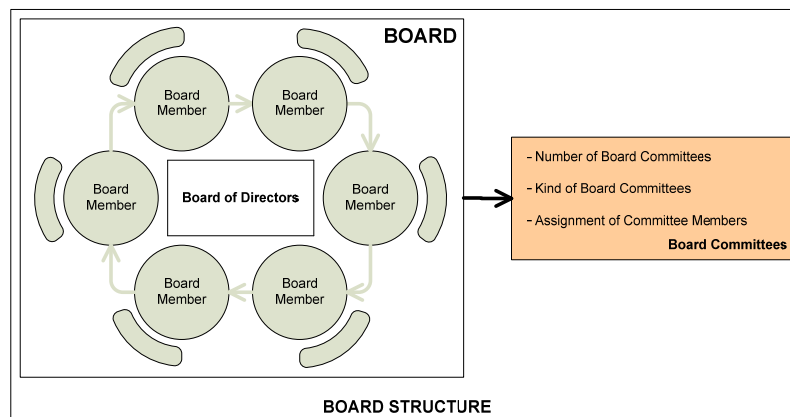 BOARD
Board
Member
Board
Member
Board
Member
Board of Directors
Board
Member
Board
Member
Board
Member
- Number of Board Committees
- Kind of Board Committees
- Assignment of Committee Members
Board Committees
BOARD STRUCTURE